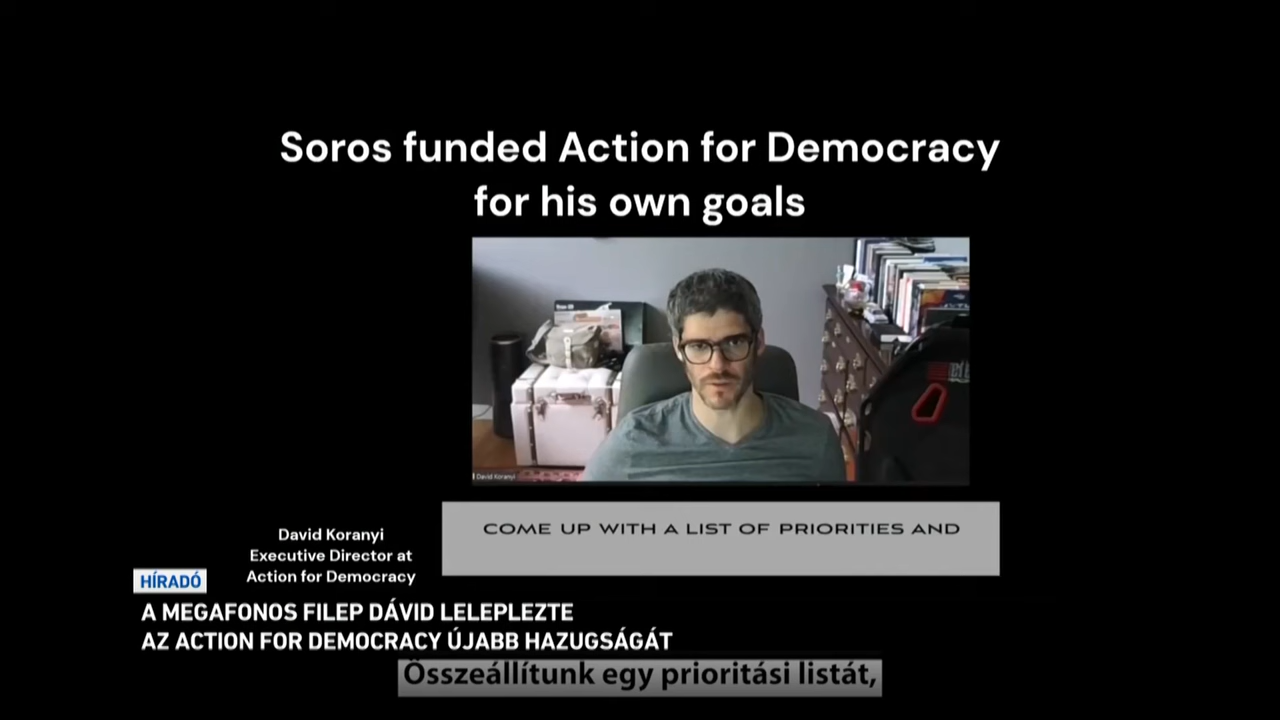 Soros funded Action for Democracy
for his own goals
David Koranyi
COME UP WITH A LIST OF PRIORITIES AND
David Koranyi
Executive Director at
Action for Democracy
HÍRADÓ
A MEGAFONOS FILEP DÁVID LELEPLEZTE
AZ ACTION FOR DEMOCRACY ÚJABB HAZUGSÁGÁT
Összeállítunk egy prioritási listát,